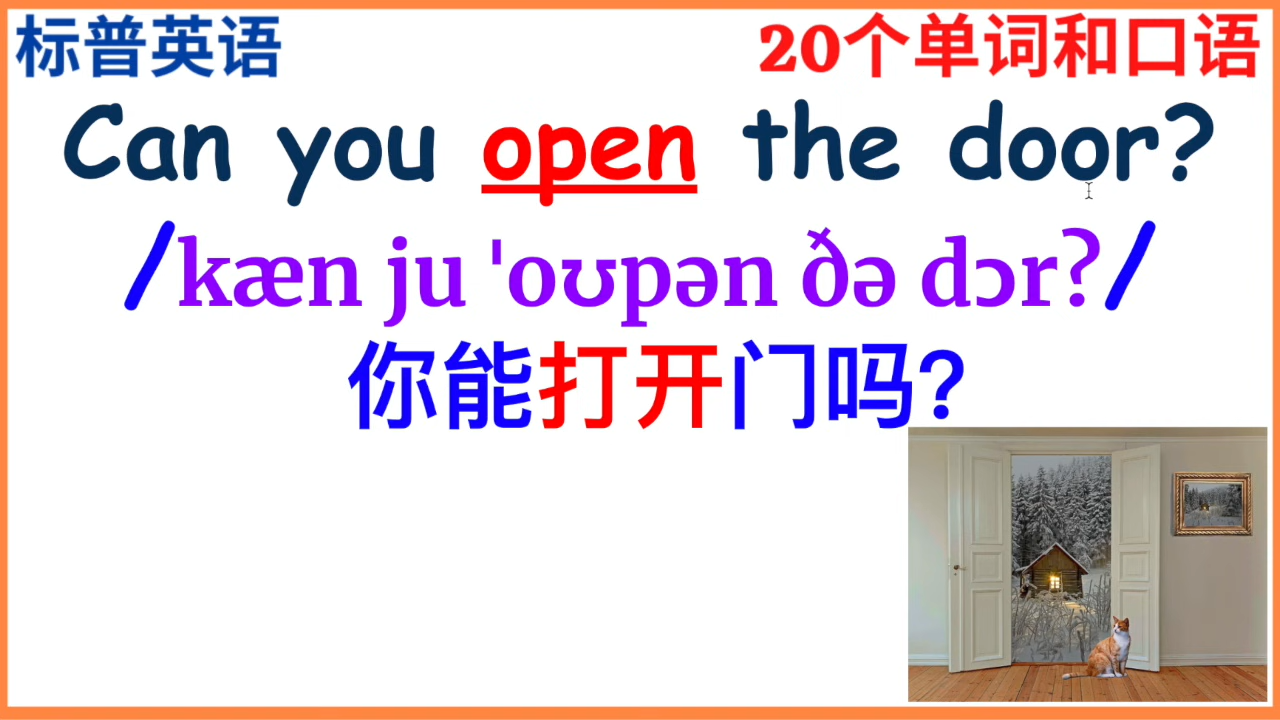 标普英语
20个单词和口语
Can you open the door?
/kæn ju ˈoʊpən ðə dɔr?/
你能打开门吗?